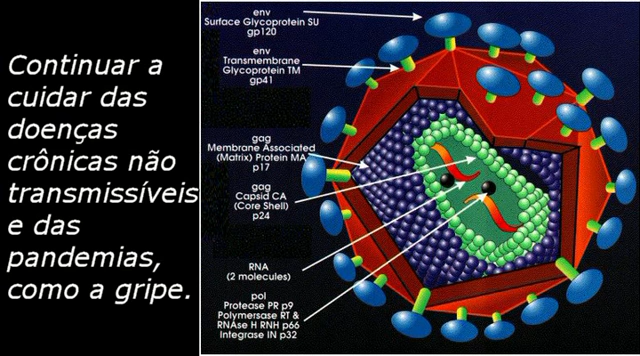 Continuar a
cuidar das
doenças
crônicas não
transmissíveis
e das
pandemias,
como a gripe.
env
Surface Glycoprotein SU
gp120
env
Transmembrane
Glycoprotein TM
gp41
gag
Membrane Associated
(Matrix) Protein MA
p17
gag
Capsid CA
(Core Shell)
p24
RNA
(2 molecules)
pol
Protease PR p9
Polymersase RT &
RNAse H RNH p66
Integrase IN p32